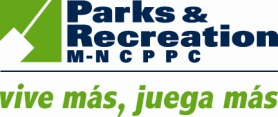 Parks &
Recreation
M-NCPPC
vive más, juega más